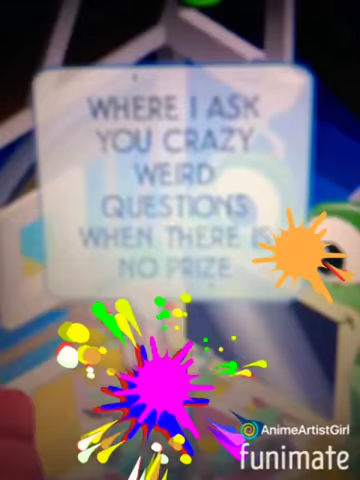 WHERE I ASK
YOU CRAZY
WEIRD
QUESTIONS
WHEN THERE IS
NO PRIZE
AnimeArtistGirl
funimate